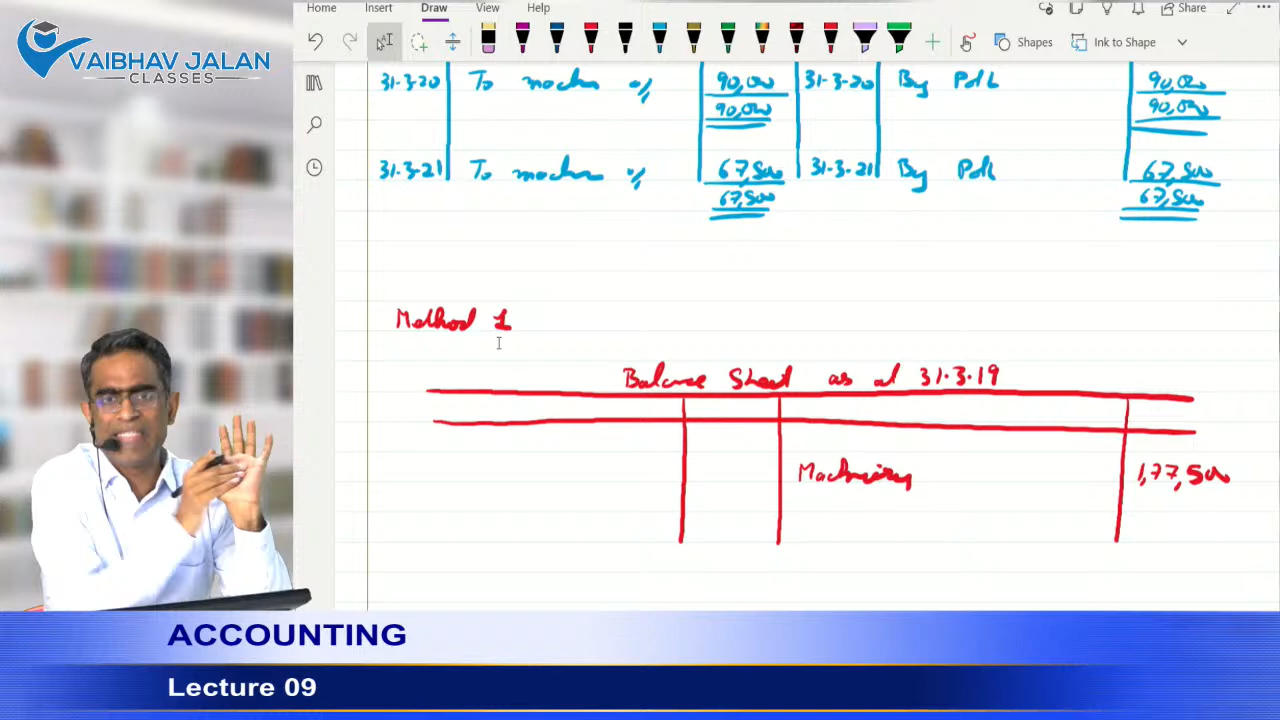 VAIBHAV JALAN
CLASSES
Home Insert Draw View Help Share
Shapes Ink to Shape
31-3-20 To 90,000 31-3-20 By 90,000
90,000 90,000
31-3-21 To 67,500 31-3-21 By 67,500
67,500 67,500
Method 1
Balance Sheet as at 31.3.19
Machinery 1,77,500
ACCOUNTING
Lecture 09